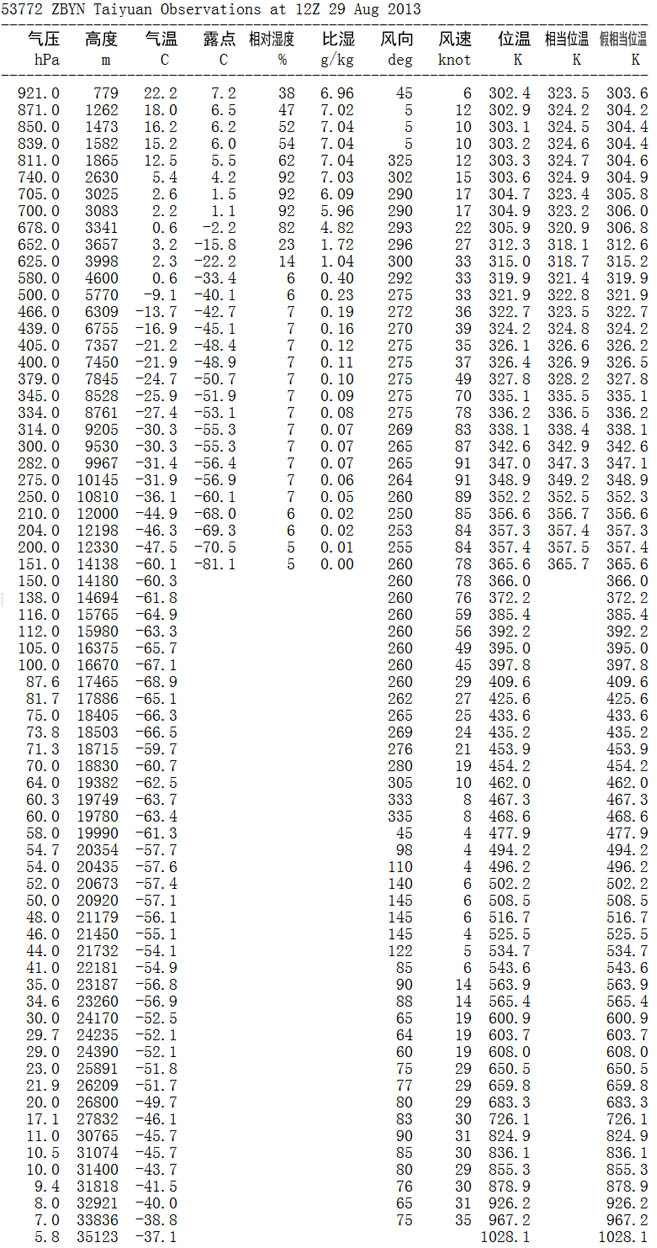 53772 ZBYN Taiyuan Observations at 12Z 29 Aug 2013
气压 高度 气温 露点 相对湿度 比湿 风向 风速 位温 相当位温 假相当位温
hPa m C C % g/kg deg knot K K K
921.0 779 22.2 7.2 38 6.96 45 6 302.4 323.5 303.6
871.0 1262 18.0 6.5 47 7.02 5 12 302.9 324.2 304.2
850.0 1473 16.2 6.2 52 7.04 5 10 303.1 324.5 304.4
839.0 1582 15.2 6.0 54 7.04 5 10 303.2 324.6 304.4
811.0 1865 12.5 5.5 62 7.04 325 12 303.3 324.7 304.6
740.0 2630 5.4 4.2 92 7.03 302 15 303.6 324.9 304.9
705.0 3025 2.6 1.5 92 6.09 290 17 304.7 323.4 305.8
700.0 3083 2.2 1.1 92 5.96 290 17 304.9 323.2 306.0
678.0 3341 0.6 -2.2 82 4.82 293 22 305.9 320.9 306.8
652.0 3657 3.2 -15.8 23 1.72 296 27 312.3 318.1 312.6
625.0 3998 2.3 -22.2 14 1.04 300 33 315.0 318.7 315.2
580.0 4600 0.6 -33.4 6 0.40 292 33 319.9 321.4 319.9
500.0 5770 -9.1 -40.1 6 0.23 275 33 321.9 322.8 321.9
466.0 6309 -13.7 -42.7 7 0.19 272 36 322.7 323.5 322.7
439.0 6755 -16.9 -45.1 7 0.16 270 39 324.2 324.8 324.2
405.0 7357 -21.2 -48.4 7 0.12 275 35 326.1 326.6 326.2
400.0 7450 -21.9 -48.9 7 0.11 275 37 326.4 326.9 326.5
379.0 7845 -24.7 -50.7 7 0.10 275 49 327.8 328.2 327.8
345.0 8528 -25.9 -51.9 7 0.09 275 70 335.1 335.5 335.1
334.0 8761 -27.4 -53.1 7 0.08 275 78 336.2 336.5 336.2
314.0 9205 -30.3 -55.3 7 0.07 269 83 338.1 338.4 338.1
300.0 9530 -30.3 -55.3 7 0.07 265 87 342.6 342.9 342.6
282.0 9967 -31.4 -56.4 7 0.07 265 91 347.0 347.3 347.1
275.0 10145 -31.9 -56.9 7 0.06 264 91 348.9 349.2 348.9
250.0 10810 -36.1 -60.1 7 0.05 260 89 352.2 352.5 352.3
210.0 12000 -44.9 -68.0 6 0.02 250 85 356.6 356.7 356.6
204.0 12198 -46.3 -69.3 6 0.02 253 84 357.3 357.4 357.3
200.0 12330 -47.5 -70.5 5 0.01 255 84 357.4 357.5 357.4
151.0 14138 -60.1 -81.1 5 0.00 260 78 365.6 365.7 365.6
150.0 14180 -60.3 260 78 366.0 366.0
138.0 14694 -61.8 260 76 372.2 372.2
116.0 15765 -64.9 260 59 385.4 385.4
112.0 15980 -63.3 260 56 392.2 392.2
105.0 16375 -65.7 260 49 395.0 395.0
100.0 16670 -67.1 260 45 397.8 397.8
87.6 17465 -68.9 260 29 409.6 409.6
81.7 17886 -65.1 262 27 425.6 425.6
75.0 18405 -66.3 265 25 433.6 433.6
73.8 18503 -66.5 269 24 435.2 435.2
71.3 18715 -59.7 276 21 453.9 453.9
70.0 18830 -60.7 280 19 454.2 454.2
64.0 19382 -62.5 305 10 462.0 462.0
60.3 19749 -63.7 333 8 467.3 467.3
60.0 19780 -63.4 335 8 468.6 468.6
58.0 19990 -61.3 45 4 477.9 477.9
54.7 20354 -57.7 98 4 494.2 494.2
54.0 20435 -57.6 110 4 496.2 496.2
52.0 20673 -57.4 140 6 502.2 502.2
50.0 20920 -57.1 145 6 508.5 508.5
48.0 21179 -56.1 145 6 516.7 516.7
46.0 21450 -55.1 145 4 525.5 525.5
44.0 21732 -54.1 122 5 534.7 534.7
41.0 22181 -54.9 85 6 543.6 543.6
35.0 23187 -56.8 90 14 563.9 563.9
34.6 23260 -56.9 88 14 565.4 565.4
30.0 24170 -52.5 65 19 600.9 600.9
29.7 24235 -52.1 64 19 603.7 603.7
29.0 24390 -52.1 60 19 608.0 608.0
23.0 25891 -51.8 75 29 650.5 650.5
21.9 26209 -51.7 77 29 659.8 659.8
20.0 26800 -49.7 80 29 683.3 683.3
17.1 27832 -46.1 83 30 726.1 726.1
11.0 30765 -45.7 90 31 824.9 824.9
10.5 31074 -45.7 85 30 836.1 836.1
10.0 31400 -43.7 80 29 855.3 855.3
9.4 31818 -41.5 76 30 878.9 878.9
8.0 32921 -40.0 65 31 926.2 926.2
7.0 33836 -38.8 75 35 967.2 967.2
5.8 35123 -37.1 1028.1 1028.1